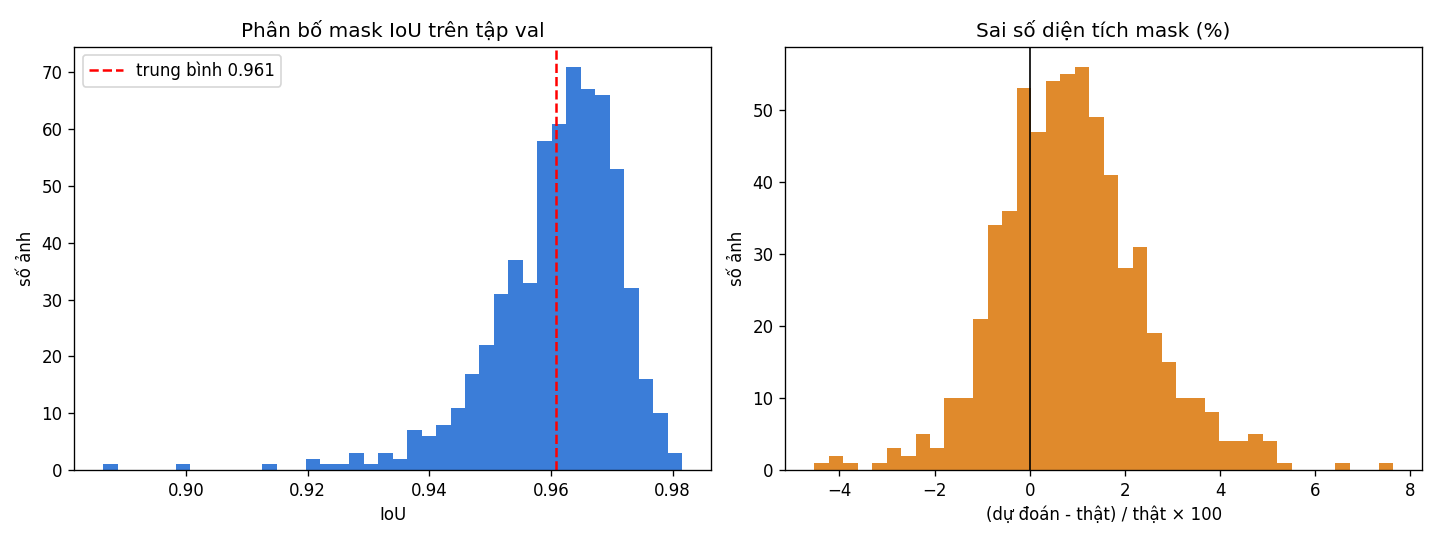 Phân bố mask IoU trên tập val
trung bình 0.961
số ảnh
70
60
50
40
30
20
10
0
0.90 0.92 0.94 0.96 0.98
IoU
Sai số diện tích mask (%)
số ảnh
50
40
30
20
10
0
−4 −2 0 2 4 6 8
(dự đoán - thật) / thật × 100